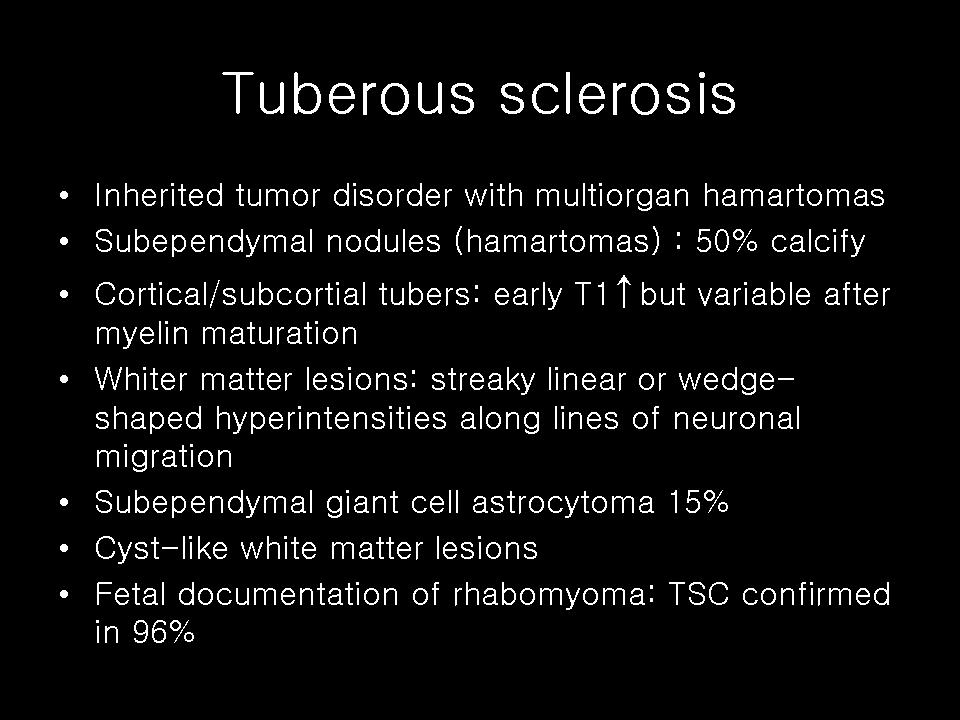 Tuberous sclerosis
• Inherited tumor disorder with multiorgan hamartomas
• Subependymal nodules (hamartomas) : 50% calcify
• Cortical/subcortial tubers: early T1↑but variable after
myelin maturation
• Whiter matter lesions: streaky linear or wedge-
shaped hyperintensities along lines of neuronal
migration
• Subependymal giant cell astrocytoma 15%
• Cyst-like white matter lesions
• Fetal documentation of rhabomyoma: TSC confirmed
in 96%